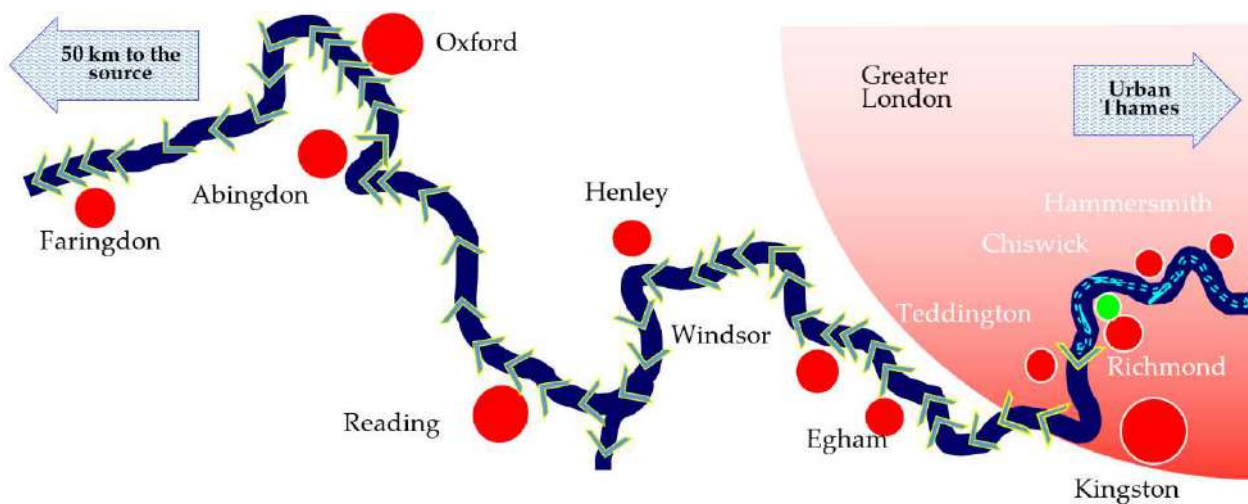 50 km to the
source
Oxford
Greater
London
Urban
Thames
Abingdon
Henley
Hammersmith
Faringdon
Chiswick
Windsor
Teddington
Richmond
Reading
Egham
Kingston